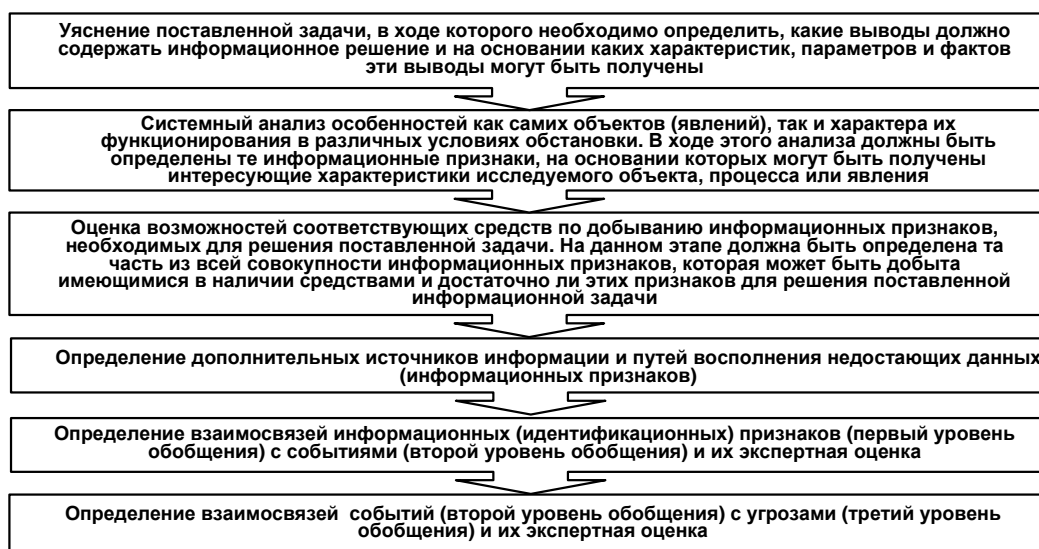 Уяснение поставленной задачи, в ходе которого необходимо определить, какие выводы должно
содержать информационное решение и на основании каких характеристик, параметров и фактов
эти выводы могут быть получены
Системный анализ особенностей как самих объектов (явлений), так и характера их
функционирования в различных условиях обстановки. В ходе этого анализа должны быть
определены те информационные признаки, на основании которых могут быть получены
интересующие характеристики исследуемого объекта, процесса или явления
Оценка возможностей соответствующих средств по добыванию информационных признаков,
необходимых для решения поставленной задачи. На данном этапе должна быть определена та
часть из всей совокупности информационных признаков, которая может быть добыта
имеющимися в наличии средствами и достаточно ли этих признаков для решения поставленной
информационной задачи
Определение дополнительных источников информации и путей восполнения недостающих данных
(информационных признаков)
Определение взаимосвязей информационных (идентификационных) признаков (первый уровень
обобщения) с событиями (второй уровень обобщения) и их экспертная оценка
Определение взаимосвязей событий (второй уровень обобщения) с угрозами (третий уровень
обобщения) и их экспертная оценка